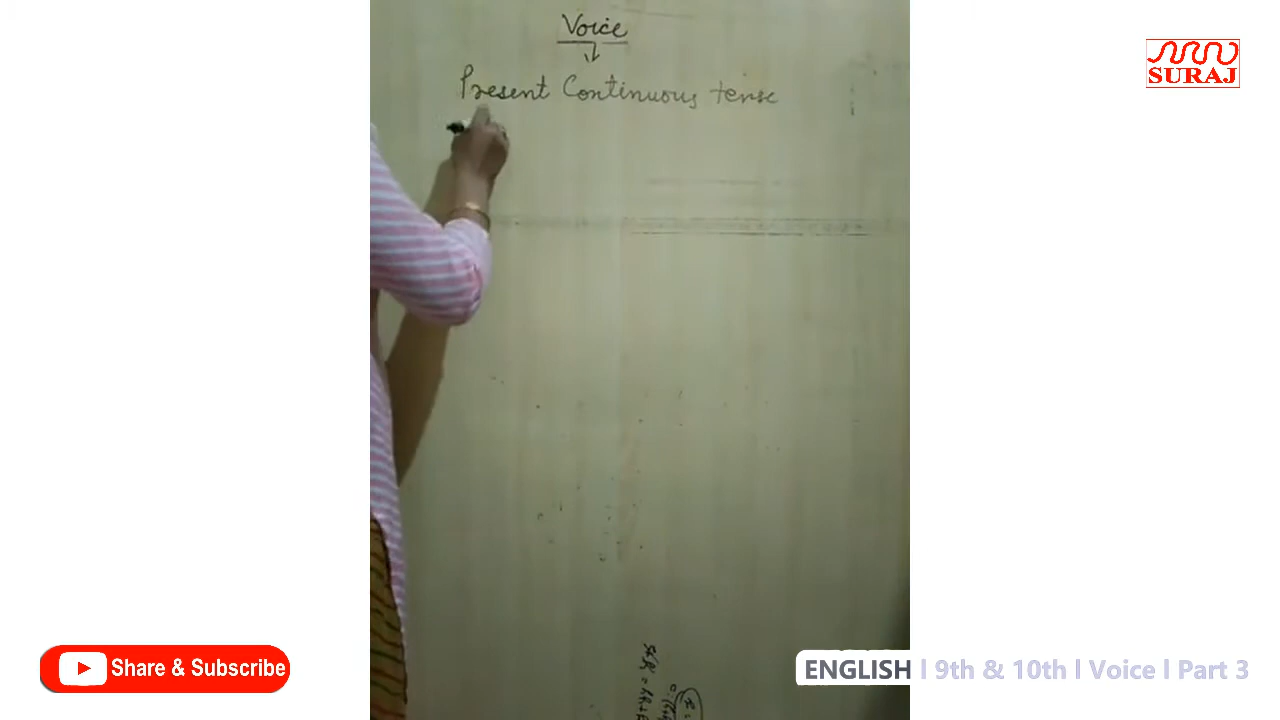 Voice
Present Continuous tense
SURAJ
Share & Subscribe
ENGLISH l 9th & 10th l Voice l Part 3